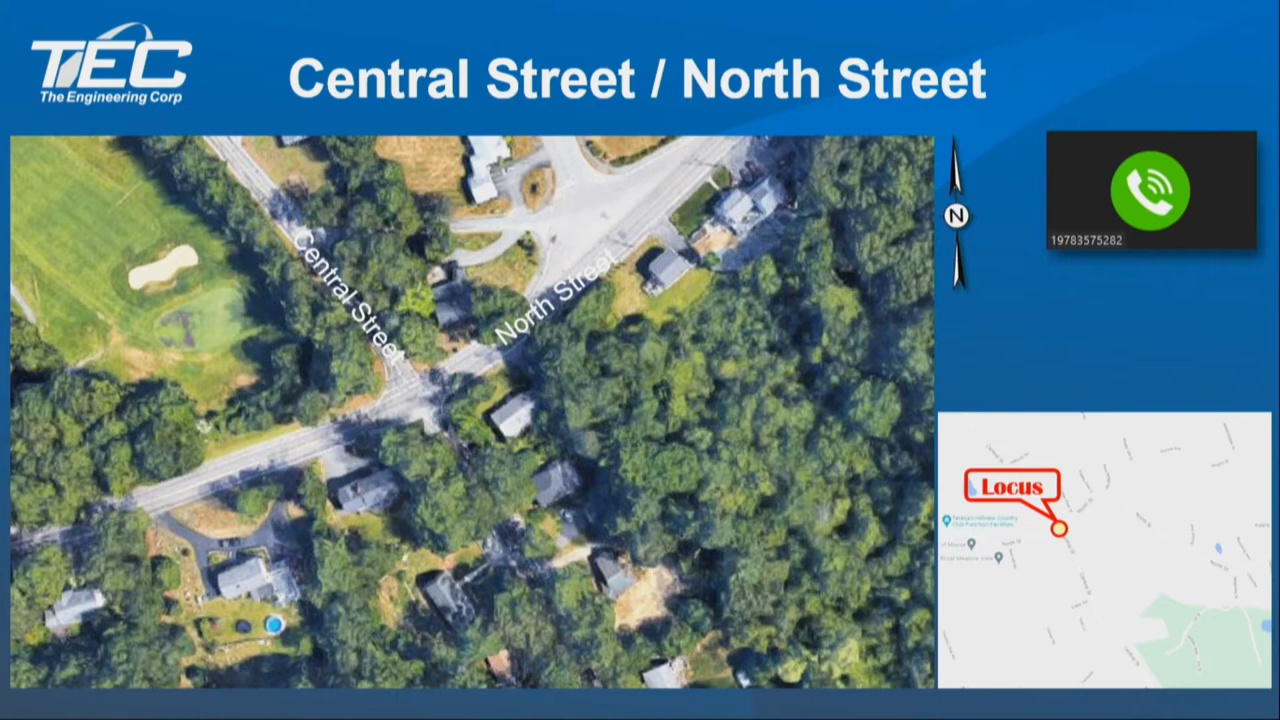 TEC
The Engineering Corp
Central Street / North Street
N
19783575282
Central Street
North Street
Locus